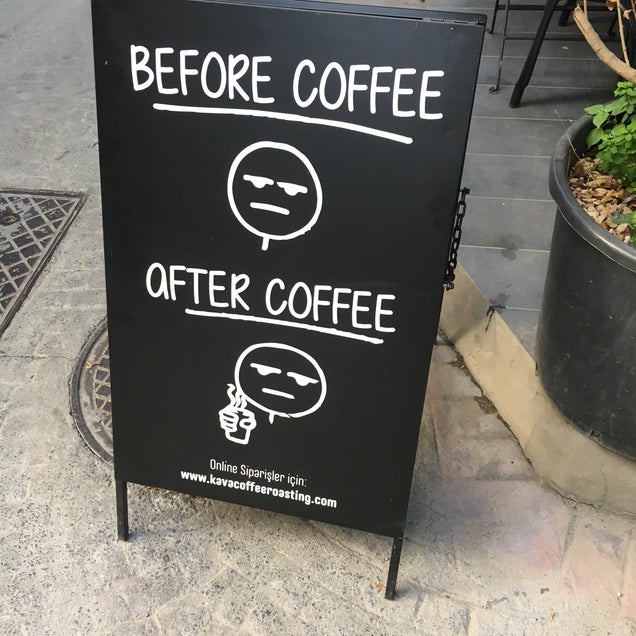 BEFORE COFFEE
aFTER COFFEE
Online Siparişler için:
www.kavacoffeeroasting.com